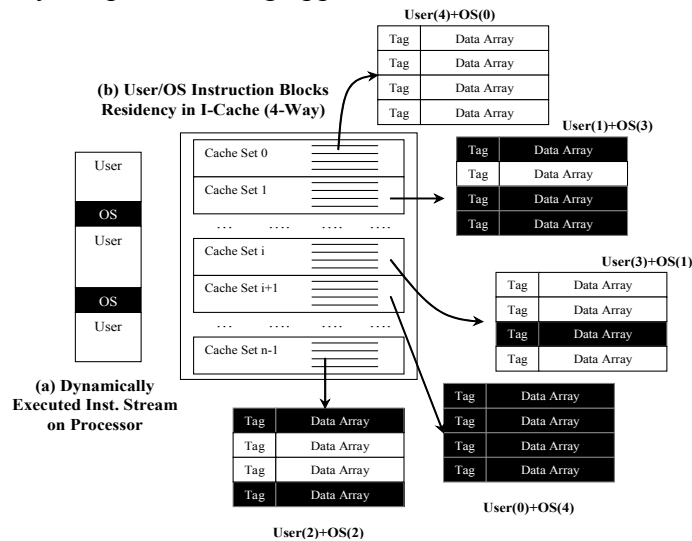 User(4)+OS(0)
Tag Data Array
Tag Data Array
Tag Data Array
Tag Data Array
(b) User/OS Instruction Blocks
Residency in I-Cache (4-Way)
User(1)+OS(3)
Tag Data Array
Tag Data Array
Tag Data Array
Tag Data Array
Cache Set 0
Cache Set 1
.... .... .... ....
Cache Set i
Cache Set i+1
.... .... .... ....
Cache Set n-1
User
OS
User
OS
User
User(3)+OS(1)
Tag Data Array
Tag Data Array
Tag Data Array
Tag Data Array
(a) Dynamically
Executed Inst. Stream
on Processor
Tag Data Array
Tag Data Array
Tag Data Array
Tag Data Array
User(2)+OS(2)
Tag Data Array
Tag Data Array
Tag Data Array
Tag Data Array
User(0)+OS(4)